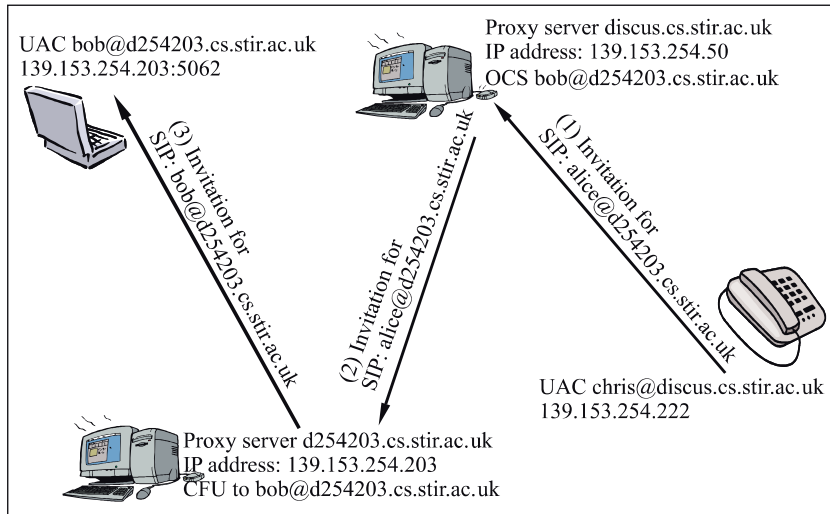 UAC bob@d254203.cs.stir.ac.uk
139.153.254.203:5062
Proxy server discus.cs.stir.ac.uk
IP address: 139.153.254.50
OCS bob@d254203.cs.stir.ac.uk
(3) Invitation for
SIP: bob@d254203.cs.stir.ac.uk
(2) Invitation for
SIP: alice@d254203.cs.stir.ac.uk
(1) Invitation for
SIP: alice@d254203.cs.stir.ac.uk
UAC chris@discus.cs.stir.ac.uk
139.153.254.222
Proxy server d254203.cs.stir.ac.uk
IP address: 139.153.254.203
CFU to bob@d254203.cs.stir.ac.uk